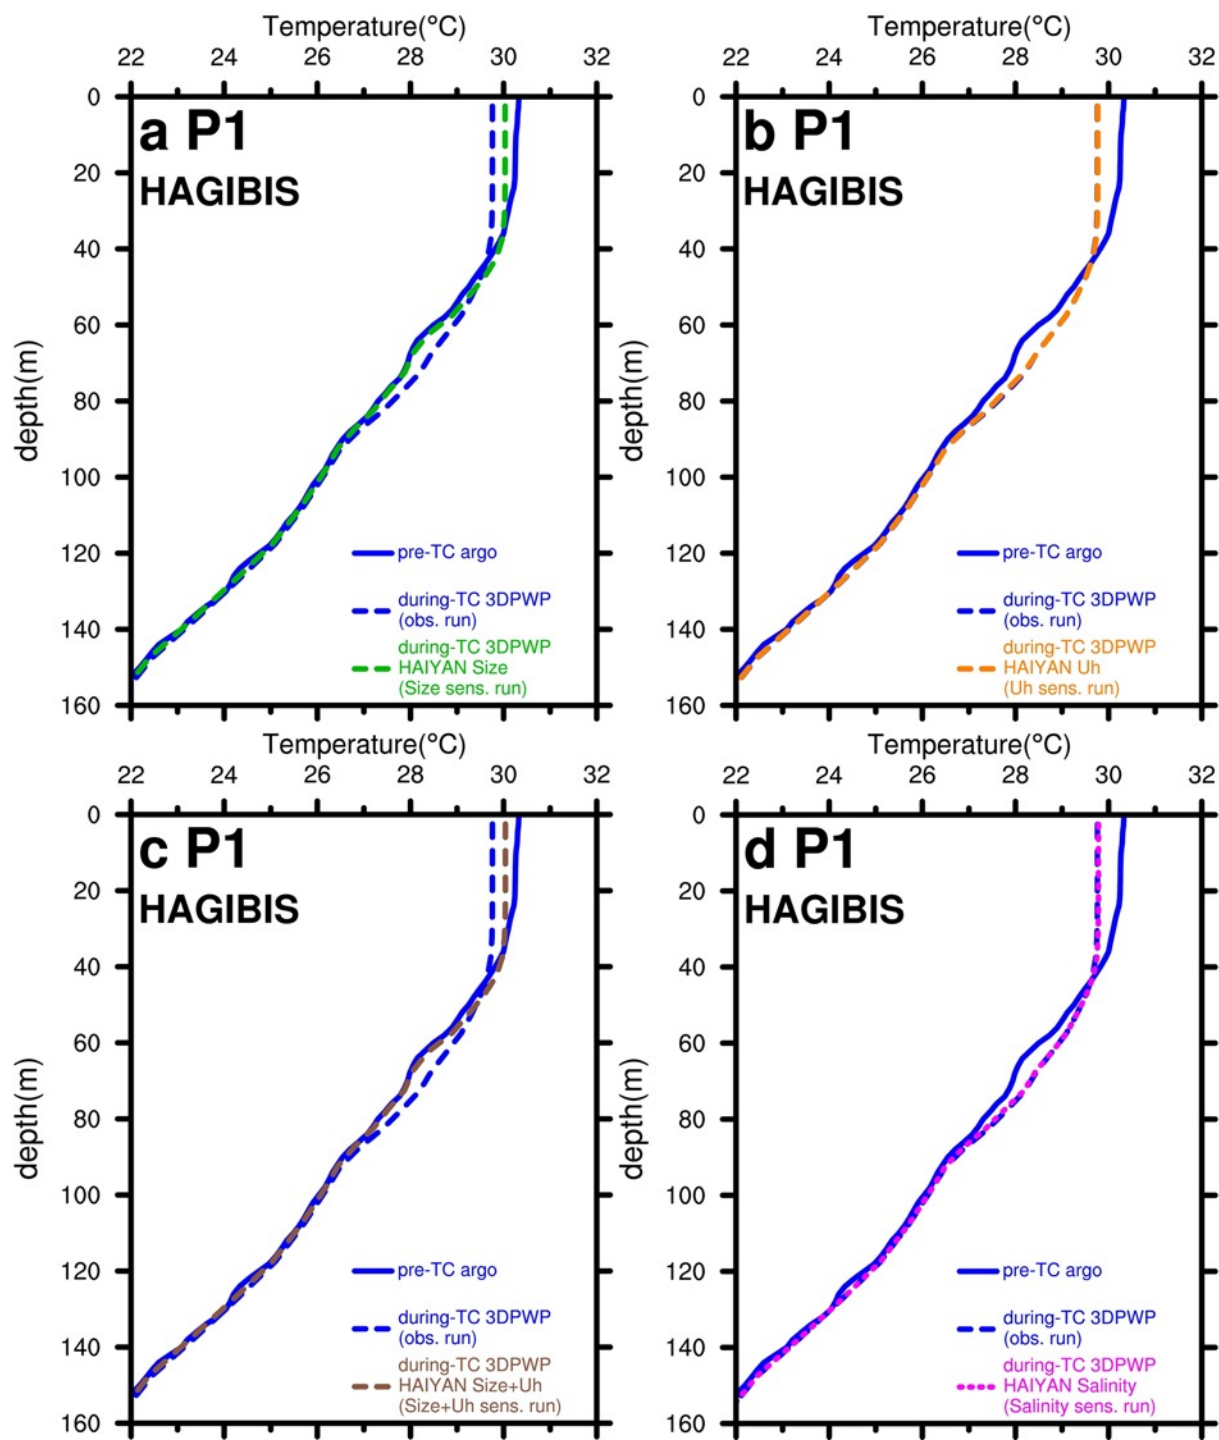 Temperature(°C)
22 24 26 28 30 32
0
20
40
60
80
100
120
140
160
depth(m)
a P1
HAGIBIS
pre-TC argo
during-TC 3DPWP
(obs. run)
during-TC 3DPWP
HAIYAN Size
(Size sens. run)
Temperature(°C)
22 24 26 28 30 32
0
20
40
60
80
100
120
140
160
depth(m)
b P1
HAGIBIS
pre-TC argo
during-TC 3DPWP
(obs. run)
during-TC 3DPWP
HAIYAN Uh
(Uh sens. run)
Temperature(°C)
22 24 26 28 30 32
0
20
40
60
80
100
120
140
160
depth(m)
c P1
HAGIBIS
pre-TC argo
during-TC 3DPWP
(obs. run)
during-TC 3DPWP
HAIYAN Size+Uh
(Size+Uh sens. run)
Temperature(°C)
22 24 26 28 30 32
0
20
40
60
80
100
120
140
160
depth(m)
d P1
HAGIBIS
pre-TC argo
during-TC 3DPWP
(obs. run)
during-TC 3DPWP
HAIYAN Salinity
(Salinity sens. run)